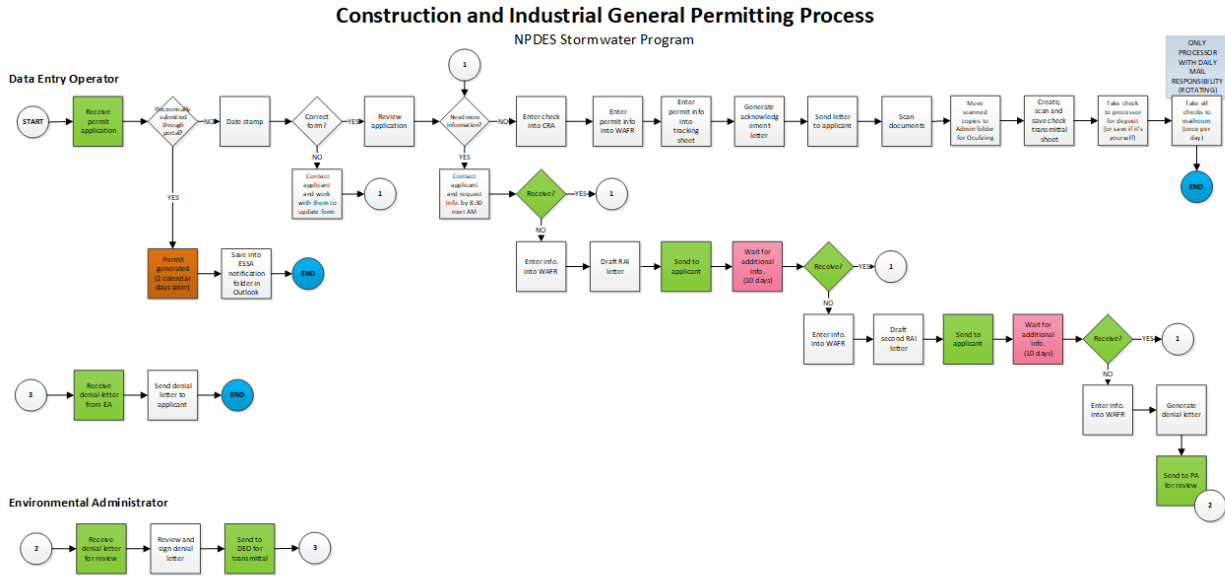 Construction and Industrial General Permitting Process
NPDES Stormwater Program
Data Entry Operator
ONLY
PROCESSOR
WITH DAILY
MAIL
RESPONSIBILITY
(ROTATING)
1
START
Receive
permit
application
Electronically
submitted
through
portal?
NO
Date stamp
Correct
form?
YES
Review
application
Need more
information?
NO
Enter check
into CRA
Enter
permit info
into WAFR
Enter
permit info
into
tracking
sheet
Generate
acknowledg
ement
letter
Send letter
to applicant
Scan
documents
Move
scanned
copies to
Admin folder
for Oculizing
Create,
scan and
save check
transmittal
sheet
Take check
to processor
for deposit
(or save if it's
yourself)
Take all
checks to
mailroom
(once per
day)
END
NO
Contact
applicant
and work
with them to
update form
1
YES
Contact
applicant
and request
info. by 8:30
next AM
Receive?
YES
1
YES
Permit
generated
(2 calendar
days later)
Save into
ESSA
notification
folder in
Outlook
END
NO
Enter info.
into WAFR
Draft RAI
letter
Send to
applicant
Wait for
additional
info.
(10 days)
Receive?
YES
1
NO
Enter info.
into WAFR
Draft
second RAI
letter
Send to
applicant
Wait for
additional
info.
(10 days)
Receive?
YES
1
NO
Enter info.
into WAFR
Generate
denial letter
Send to PA
for review
2
3
Receive
denial letter
from EA
Send denial
letter to
applicant
END
Environmental Administrator
2
Receive
denial letter
for review
Review and
sign denial
letter
Send to
DEO for
transmittal
3